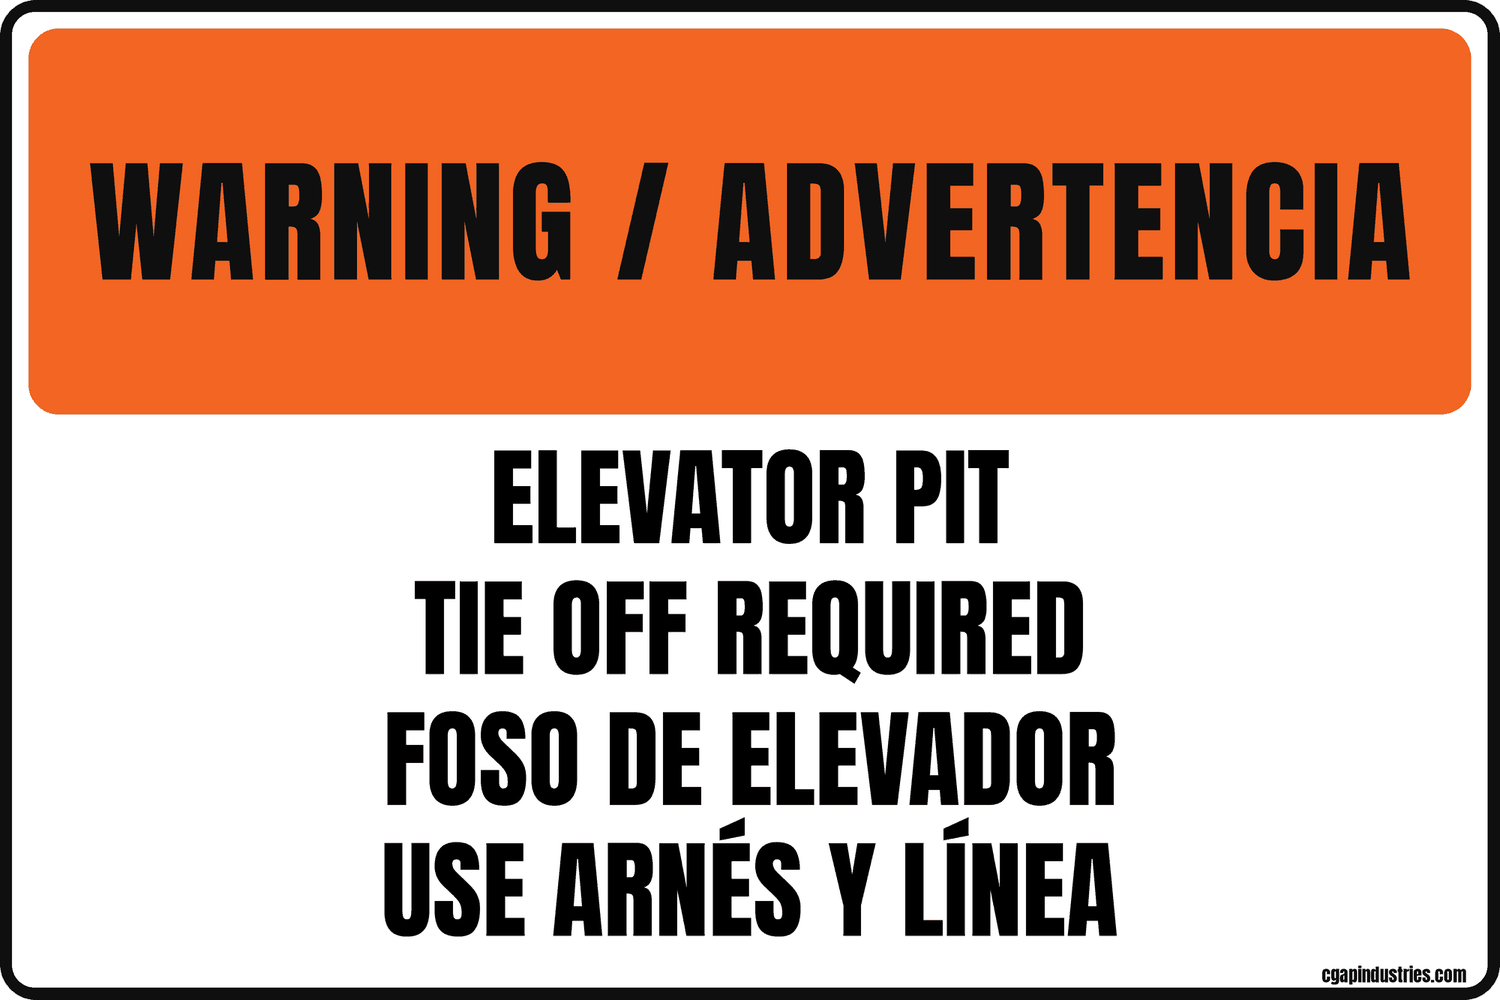 WARNING / ADVERTENCIA
ELEVATOR PIT
TIE OFF REQUIRED
FOSO DE ELEVADOR
USE ARNÉS Y LÍNEA
cgapindustries.com